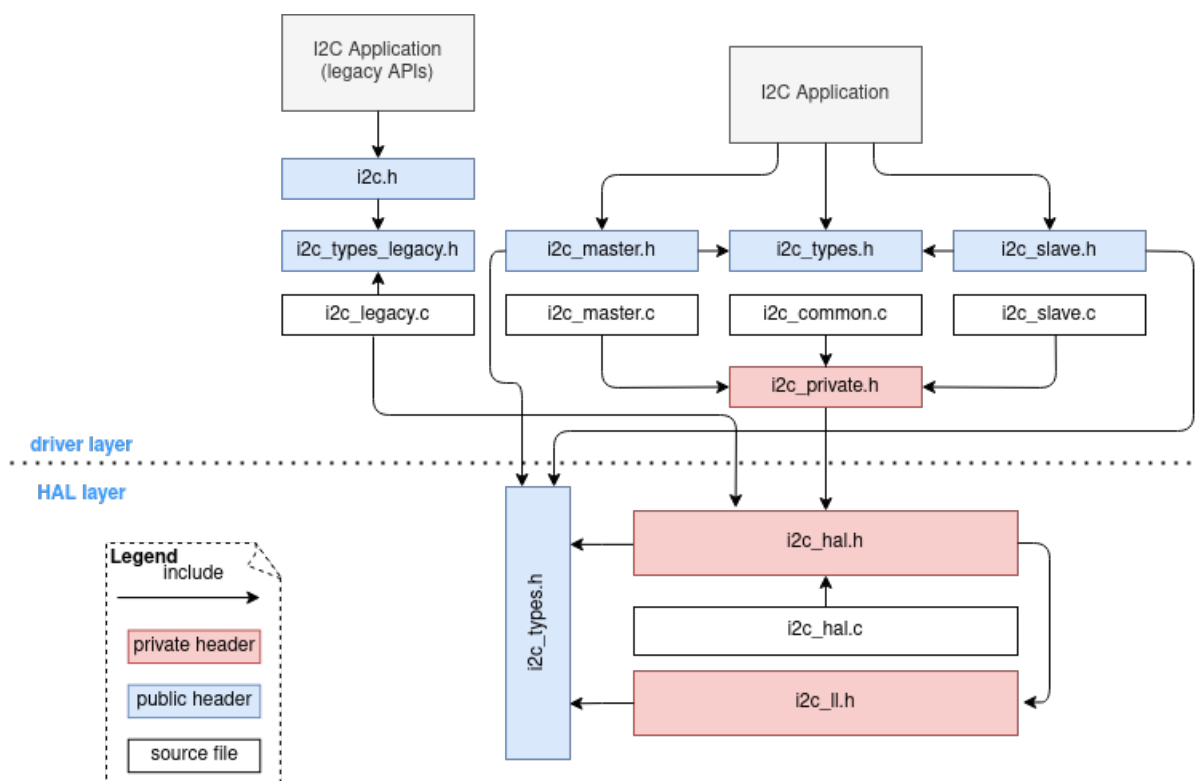 I2C Application
(legacy APIs)
I2C Application
i2c.h
i2c_types_legacy.h
i2c_master.h
i2c_types.h
i2c_slave.h
i2c_legacy.c
i2c_master.c
i2c_common.c
i2c_slave.c
i2c_private.h
driver layer
HAL layer
i2c_types.h
i2c_hal.h
i2c_hal.c
i2c_ll.h
Legend
include
private header
public header
source file